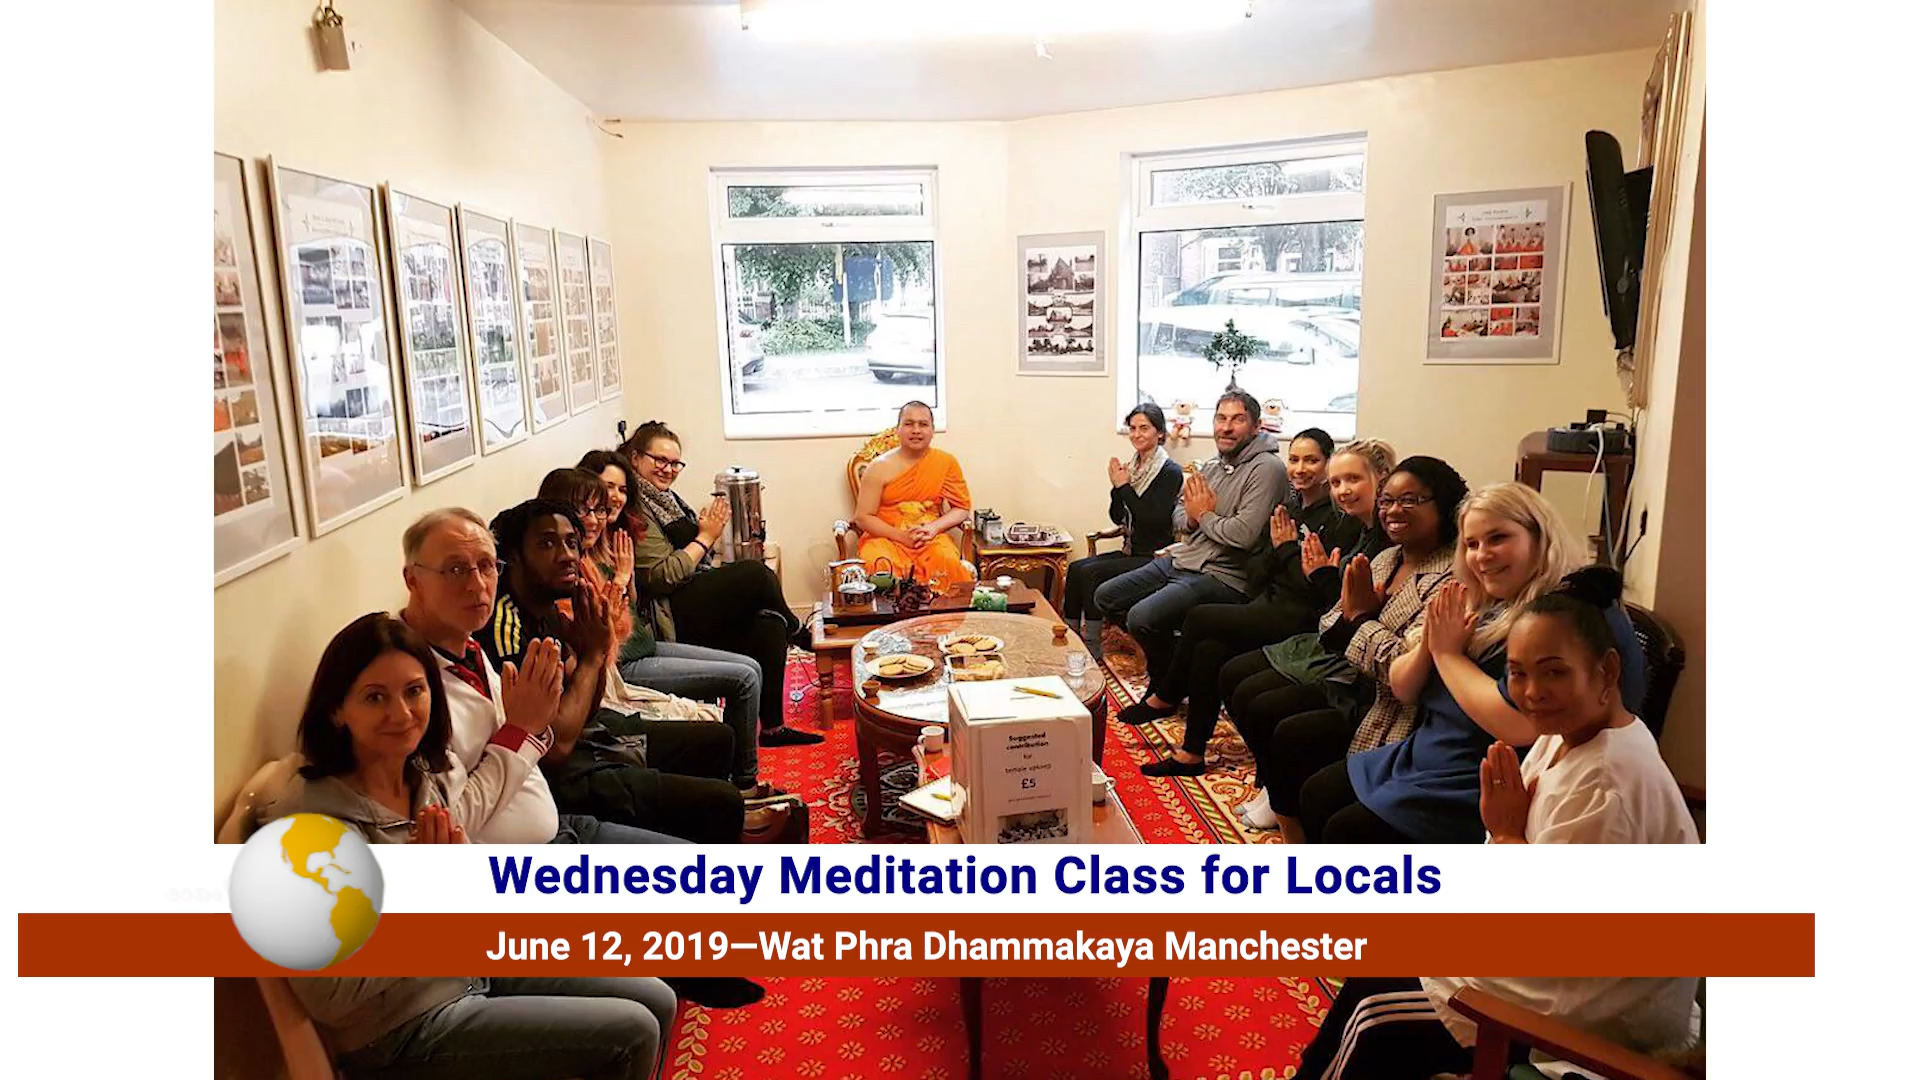 Suggested
contribution
for
temple upkeep
£5
Wednesday Meditation Class for Locals
June 12, 2019—Wat Phra Dhammakaya Manchester